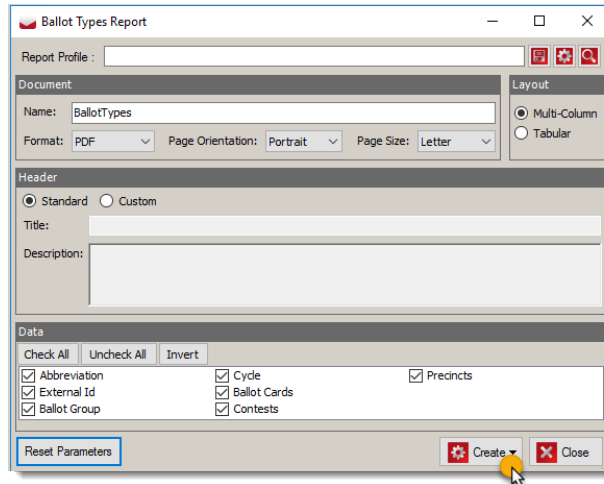 Ballot Types Report
Report Profile :
Document
Layout
Name: BallotTypes
Multi-Column
Format: PDF Page Orientation: Portrait Page Size: Letter
Tabular
Header
Standard Custom
Title:
Description:
Data
Check All Uncheck All Invert
Abbreviation Cycle Precincts
External Id Ballot Cards
Ballot Group Contests
Reset Parameters Create Close